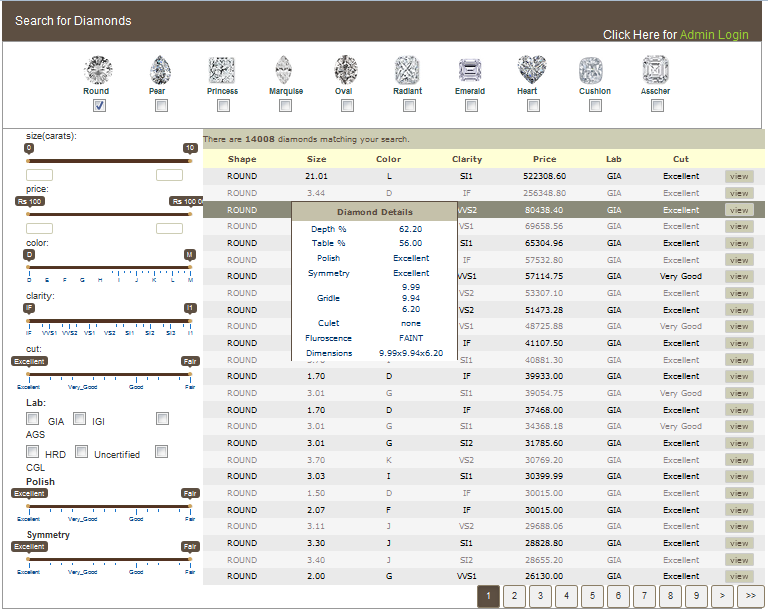 Search for Diamonds
Click Here for Admin Login
Round Pear Princess Marquise Oval Radiant Emerald Heart Cushion Asscher
size(carats):
0 10
price:
Rs 100 Rs 100 00
color:
D M
D E F G H I J K L M
clarity:
IF I1
IF VVS1 VVS2 VS1 VS2 SI1 SI2 I1
cut:
Excellent Fair
Excellent Very_Good Good Fair
Lab:
GIA IGI
AGS
HRD Uncertified
CGL
Polish
Excellent Fair
Excellent Very_Good Good Fair
Symmetry
Excellent Fair
Excellent Very_Good Good Fair
There are 14008 diamonds matching your search.
Shape Size Color Clarity Price Lab Cut
ROUND 21.01 L SI1 522308.60 GIA Excellent view
ROUND 3.44 D IF 256348.80 GIA Excellent view
ROUND VVS2 80438.40 GIA Excellent view
ROUND VS1 69658.56 GIA Excellent view
ROUND SI1 65304.96 GIA Excellent view
ROUND IF 57532.80 GIA Excellent view
ROUND VVS1 57114.75 GIA Very Good view
ROUND VS2 53307.10 GIA Excellent view
ROUND VS2 51473.28 GIA Excellent view
ROUND VS1 48725.88 GIA Very Good view
ROUND IF 41107.50 GIA Excellent view
ROUND SI1 40881.30 GIA Excellent view
Diamond Details
Depth % 62.20
Table % 56.00
Polish Excellent
Symmetry Excellent
Gridle 9.99
9.94
6.20
Culet none
Fluroscence FAINT
Dimensions 9.99x9.94x6.20
ROUND 1.70 D IF 39933.00 GIA Excellent view
ROUND 3.01 G SI1 39054.75 GIA Very Good view
ROUND 1.70 D IF 37468.00 GIA Excellent view
ROUND 3.01 G SI1 34368.18 GIA Very Good view
ROUND 3.01 G SI2 31785.60 GIA Excellent view
ROUND 3.70 K VS2 30769.20 GIA Excellent view
ROUND 3.03 I SI1 30399.99 GIA Excellent view
ROUND 1.50 D IF 30015.00 GIA Excellent view
ROUND 2.07 F IF 30015.00 GIA Excellent view
ROUND 3.11 J VS2 29688.06 GIA Excellent view
ROUND 3.30 J SI1 28828.80 GIA Excellent view
ROUND 3.40 J SI2 28655.20 GIA Excellent view
ROUND 2.00 G VVS1 26130.00 GIA Excellent view
1 2 3 4 5 6 7 8 9 > >>